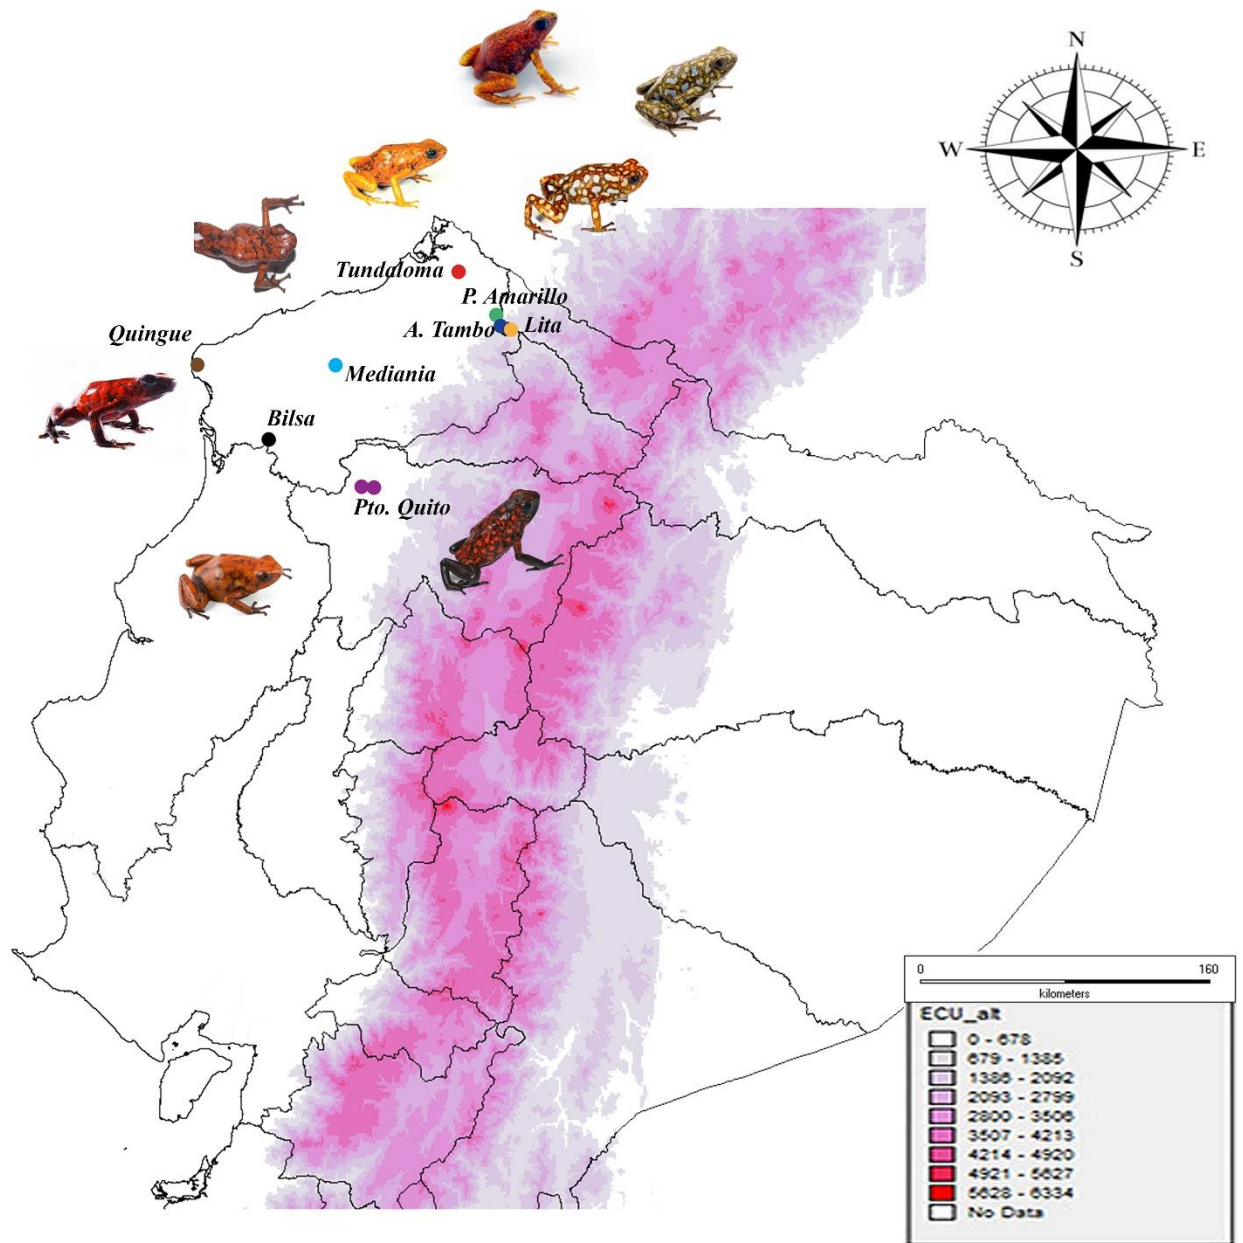 N
W
E
S
Tundaloma
P. Amarillo
A. Tambo
Lita
Quingue
Mediania
Bilsa
Pto. Quito
0 160
kilometers
ECU_alt
0 - 678
679 - 1385
1386 - 2092
2093 - 2799
2800 - 3506
3507 - 4213
4214 - 4920
4921 - 5627
5628 - 6334
No Data